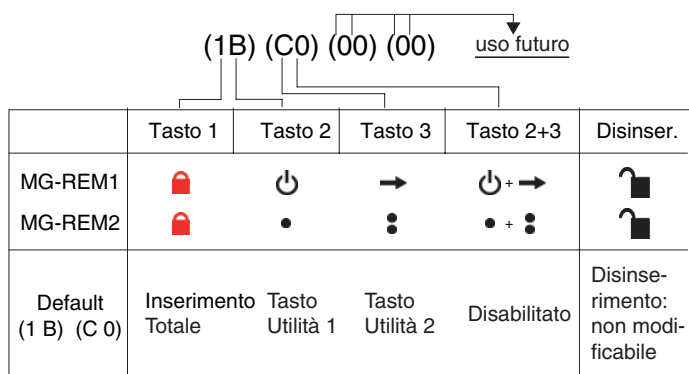 (1B) (C0) (00) (00) uso futuro
Tasto 1 Tasto 2 Tasto 3 Tasto 2+3 Disinser.
MG-REM1 +
MG-REM2 +
Default
(1 B) (C 0)
Inserimento
Totale
Tasto
Utilità 1
Tasto
Utilità 2
Disabilitato
Disinse-
rimento:
non modi-
ficabile